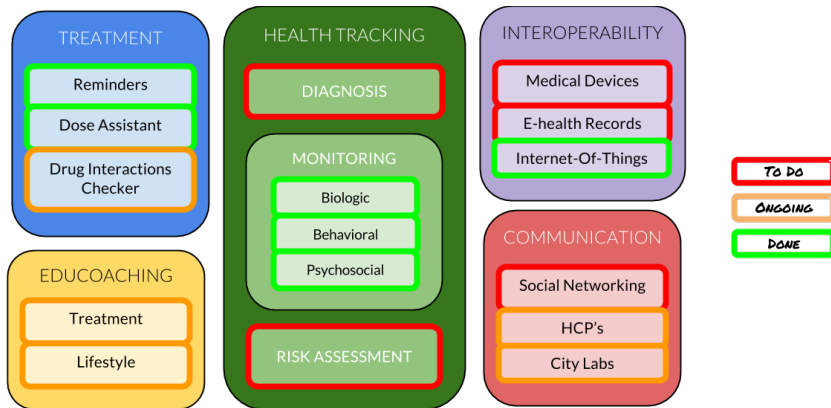 TREATMENT
Reminders
Dose Assistant
Drug Interactions
Checker
EDUCOACHING
Treatment
Lifestyle
HEALTH TRACKING
DIAGNOSIS
MONITORING
Biologic
Behavioral
Psychosocial
RISK ASSESSMENT
INTEROPERABILITY
Medical Devices
E-health Records
Internet-Of-Things
COMMUNICATION
Social Networking
HCP's
City Labs
To Do
Ongoing
Done